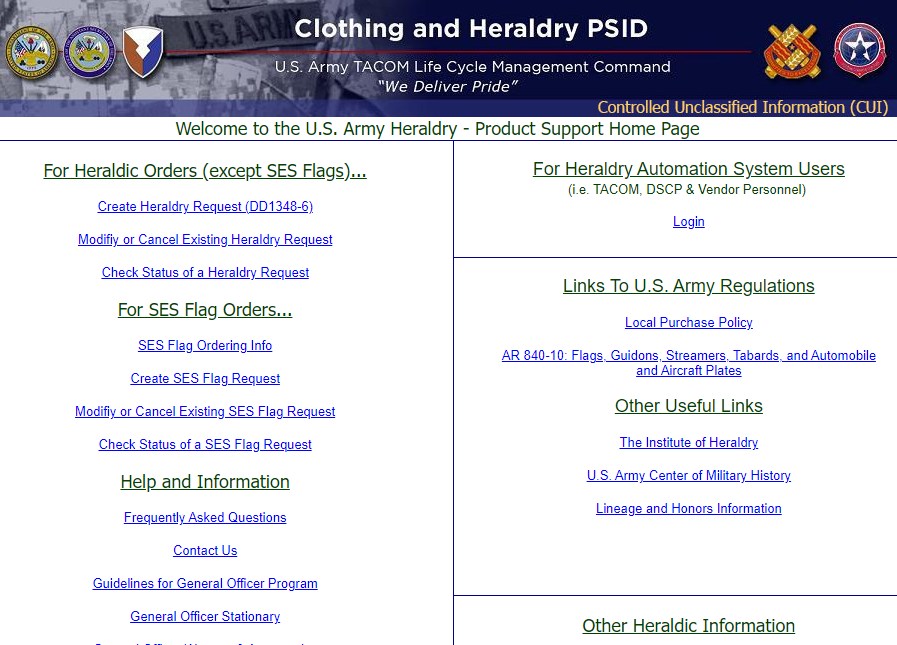 U.S. ARMY
Clothing and Heraldry PSID
U.S. Army TACOM Life Cycle Management Command
“We Deliver Pride”
Controlled Unclassified Information (CUI)
Welcome to the U.S. Army Heraldry - Product Support Home Page
For Heraldic Orders (except SES Flags)...
Create Heraldry Request (DD1348-6)
Modifiy or Cancel Existing Heraldry Request
Check Status of a Heraldry Request
For SES Flag Orders...
SES Flag Ordering Info
Create SES Flag Request
Modifiy or Cancel Existing SES Flag Request
Check Status of a SES Flag Request
Help and Information
Frequently Asked Questions
Contact Us
Guidelines for General Officer Program
General Officer Stationary
For Heraldry Automation System Users
(i.e. TACOM, DSCP & Vendor Personnel)
Login
Links To U.S. Army Regulations
Local Purchase Policy
AR 840-10: Flags, Guidons, Streamers, Tabards, and Automobile
and Aircraft Plates
Other Useful Links
The Institute of Heraldry
U.S. Army Center of Military History
Lineage and Honors Information
Other Heraldic Information